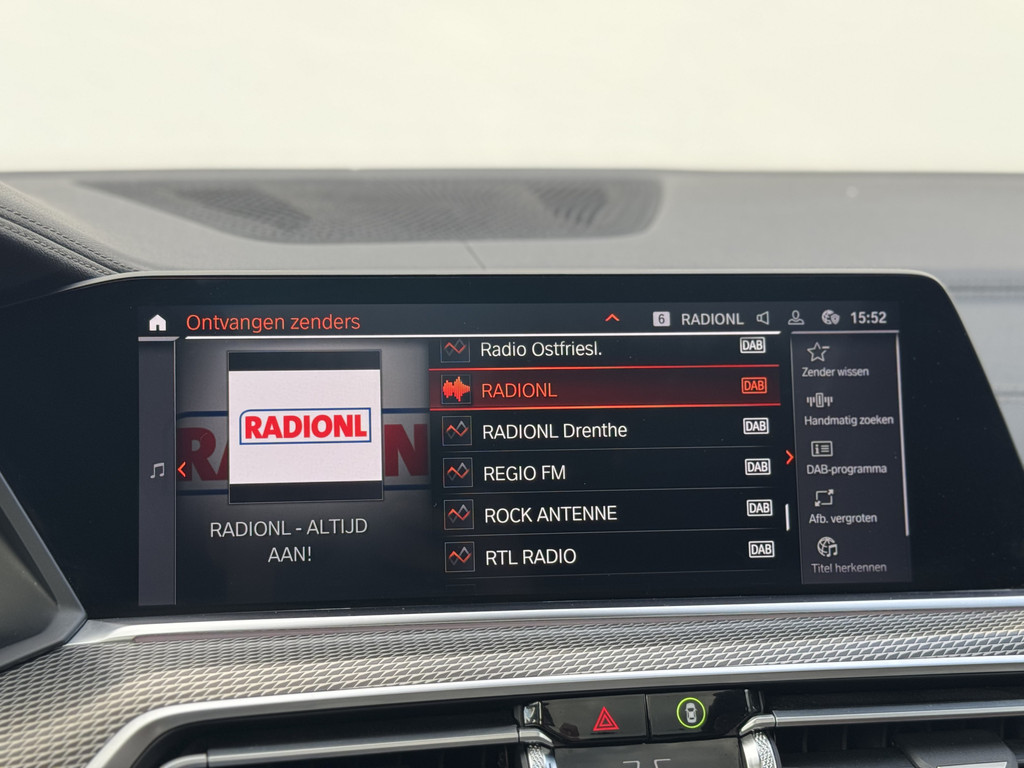 Ontvangen zenders
6 RADIONL 15:52
RADIONL
RADIONL - ALTIJD
AAN!
Radio Ostfriesl. DAB
RADIONL DAB
RADIONL Drenthe DAB
REGIO FM DAB
ROCK ANTENNE DAB
RTL RADIO DAB
Zender wissen
Handmatig zoeken
DAB-programma
Afb. vergroten
Titel herkennen